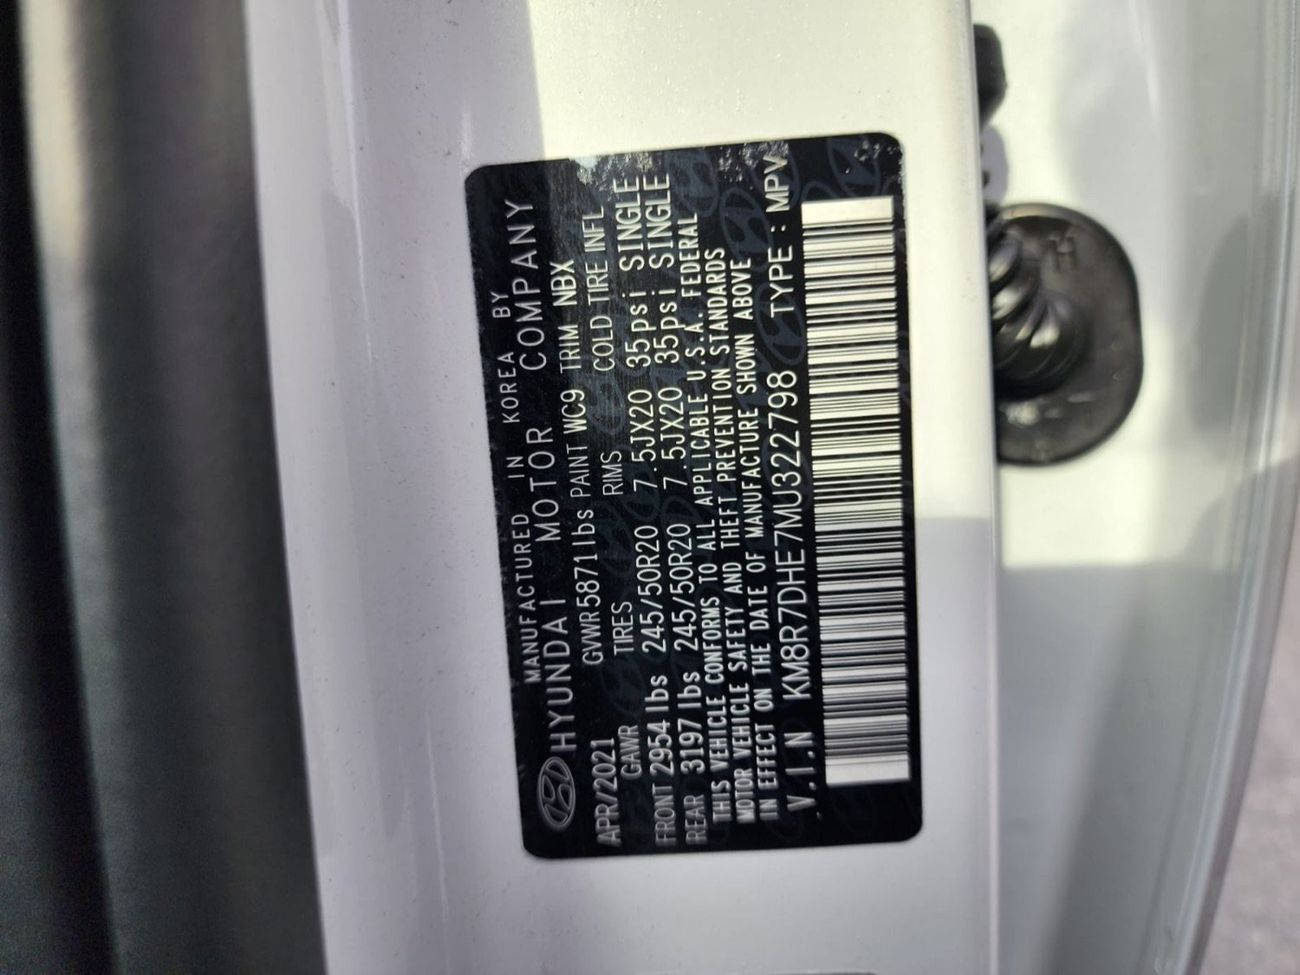 MANUFACTURED IN KOREA BY
HYUNDAI MOTOR COMPANY
APR/2021 GVWR5871lbs PAINT WC9 TRIM NBX
GAWR TIRES RIMS COLD TIRE INFL
FRONT 2954 lbs 245/50R20 7.5JX20 35psi SINGLE
REAR 3197 lbs 245/50R20 7.5JX20 35psi SINGLE
THIS VEHICLE CONFORMS TO ALL APPLICABLE U.S.A. FEDERAL
MOTOR VEHICLE SAFETY AND THEFT PREVENTION STANDARDS
IN EFFECT ON THE DATE OF MANUFACTURE SHOWN ABOVE
V.I.N KM8R7DHE7MU322798 TYPE : MPV